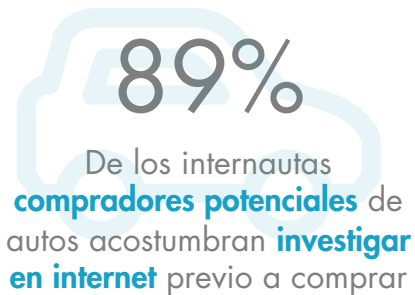 89%
De los internautas
compradores potenciales de
autos acostumbran investigar
en internet previo a comprar